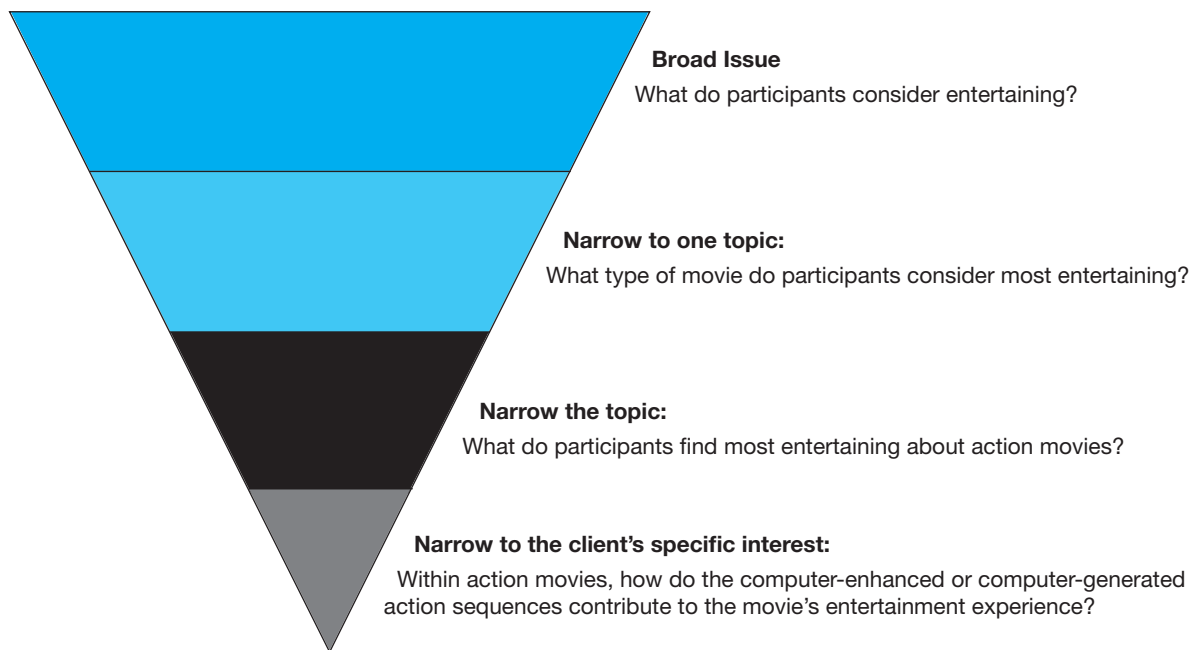 Broad Issue
What do participants consider entertaining?
Narrow to one topic:
What type of movie do participants consider most entertaining?
Narrow the topic:
What do participants find most entertaining about action movies?
Narrow to the client’s specific interest:
Within action movies, how do the computer-enhanced or computer-generated
action sequences contribute to the movie’s entertainment experience?